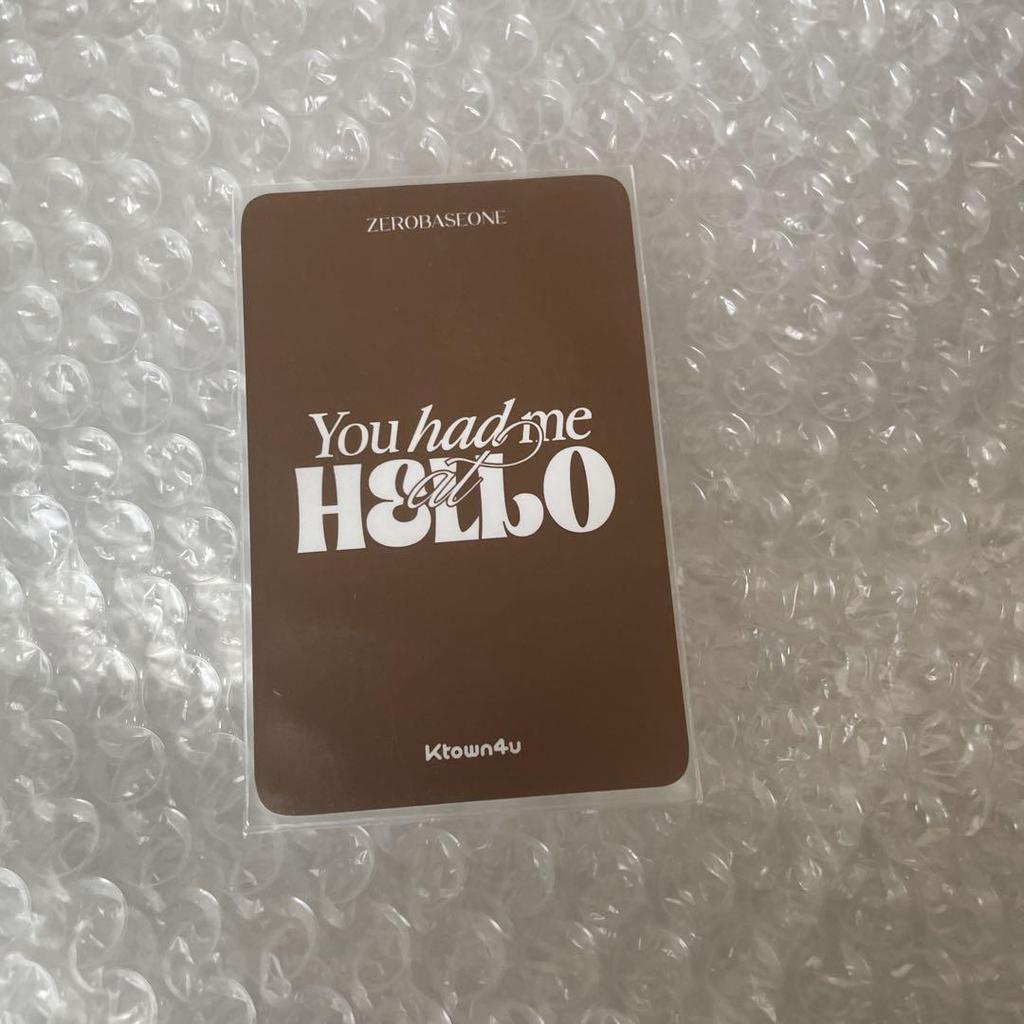 ZEROBASEONE
You had me
at
HELLO
Ktown4u